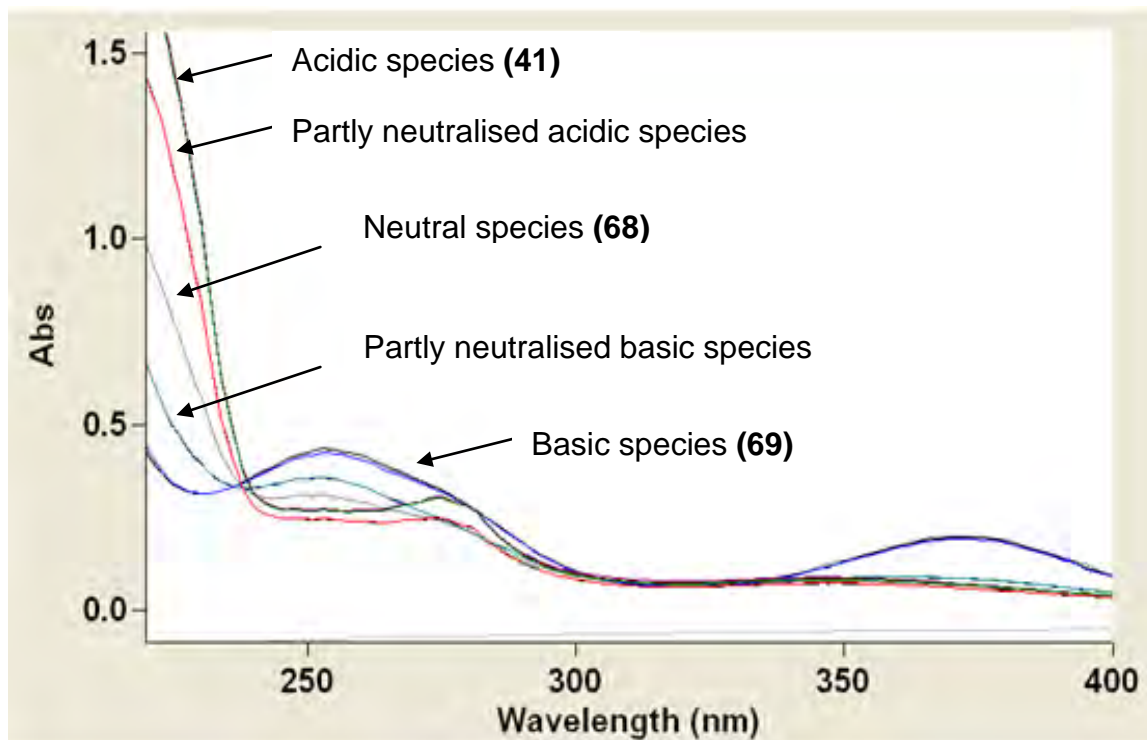 1.5
Acidic species (41)
Partly neutralised acidic species
1.0
Neutral species (68)
Partly neutralised basic species
Abs
0.5
Basic species (69)
0.0
250
300
350
400
Wavelength (nm)